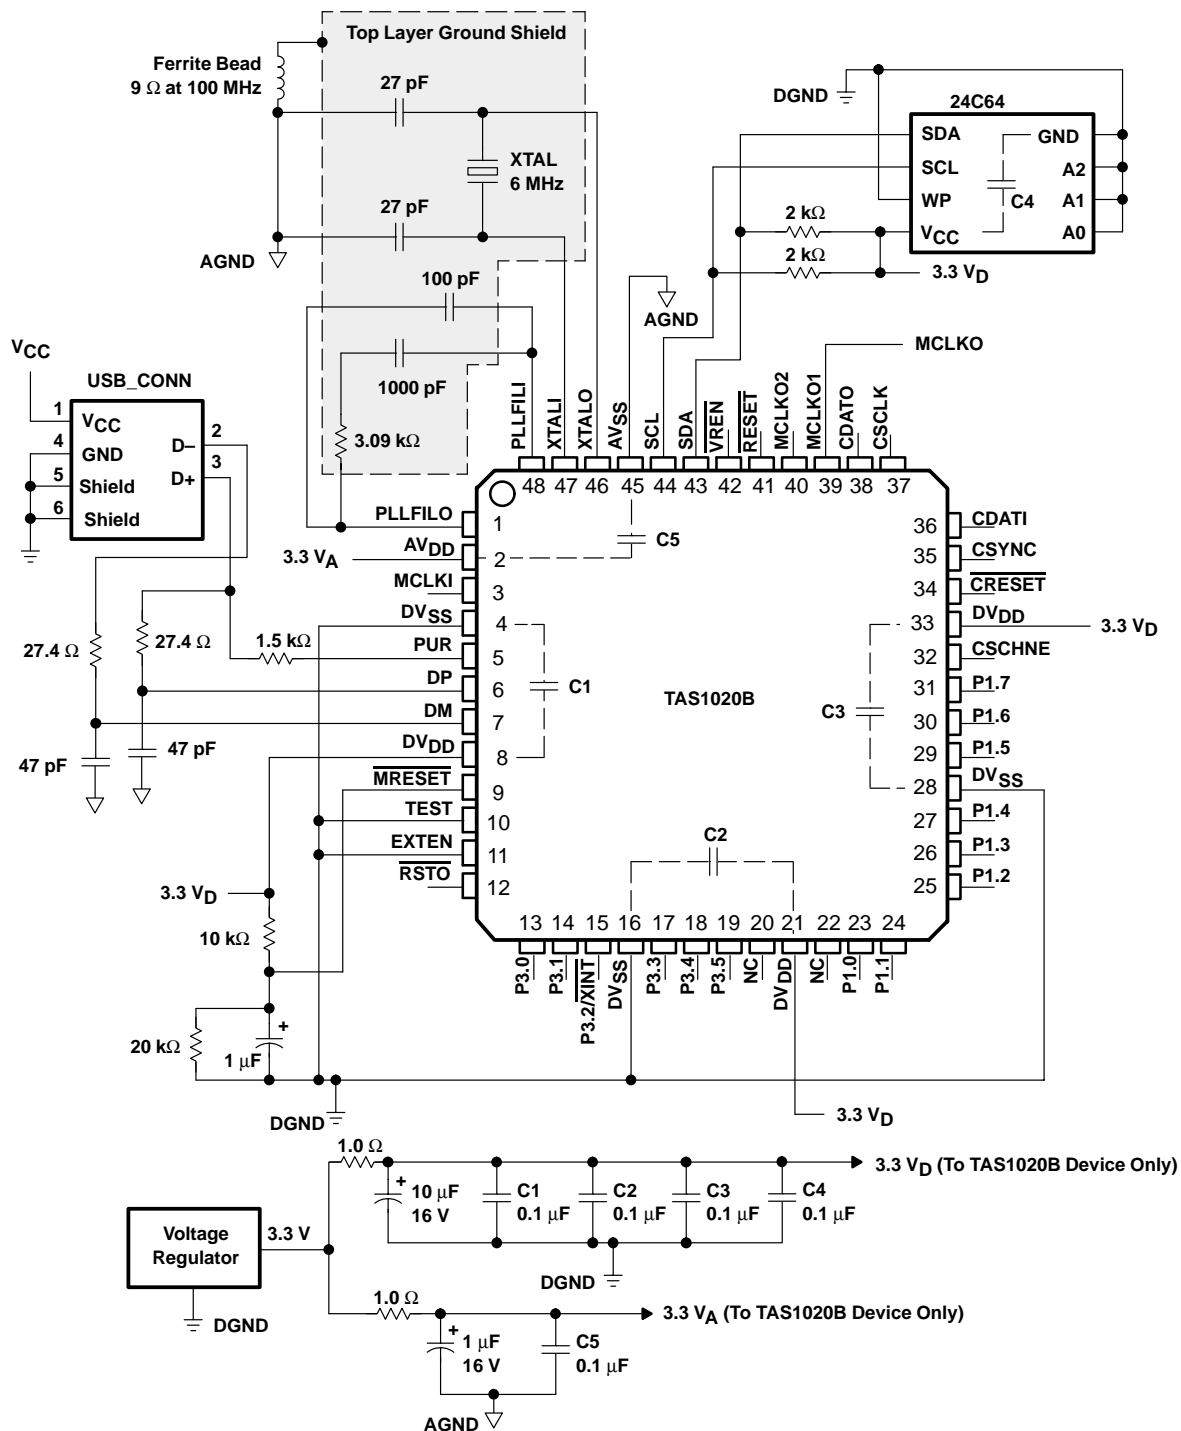 Top Layer Ground Shield
Ferrite Bead
9 Ω at 100 MHz
27 pF
XTAL
6 MHz
27 pF
AGND
100 pF
1000 pF
3.09 kΩ
DGND
24C64
SDA
SCL
WP
VCC
GND
A2
A1
A0
C4
2 kΩ
2 kΩ
3.3 VD
AGND
MCLKO
VCC
USB_CONN
1
4
5
6
VCC
GND
Shield
Shield
D–
D+
2
3
PLLFILI
XTALI
XTALO
AVSS
SCL
SDA
VREN
RESET
MCLKO2
MCLKO1
CDATO
CSCLK
48
47
46
45
44
43
42
41
40
39
38
37
PLLFILO
1
3.3 VA
AVDD
2
MCLKI
3
DVSS
4
PUR
5
DP
6
DM
7
DVDD
8
MRESET
9
TEST
10
EXTEN
11
RSTO
12
C5
C1
TAS1020B
C3
C2
36
CDATI
35
CSYNC
34
CRESET
33
DVDD
3.3 VD
32
CSCHNE
31
P1.7
30
P1.6
29
P1.5
28
DVSS
27
P1.4
26
P1.3
25
P1.2
13
14
15
16
17
18
19
20
21
22
23
24
P3.0
P3.1
P3.2/XINT
DVSS
P3.3
P3.4
P3.5
NC
DVDD
NC
P1.0
P1.1
27.4 Ω
27.4 Ω
1.5 kΩ
47 pF
47 pF
3.3 VD
10 kΩ
20 kΩ
+
1 μF
DGND
3.3 VD
1.0 Ω
3.3 VD (To TAS1020B Device Only)
+
10 μF
16 V
C1
0.1 μF
C2
0.1 μF
C3
0.1 μF
C4
0.1 μF
DGND
Voltage
Regulator
3.3 V
DGND
1.0 Ω
3.3 VA (To TAS1020B Device Only)
+
1 μF
16 V
C5
0.1 μF
AGND